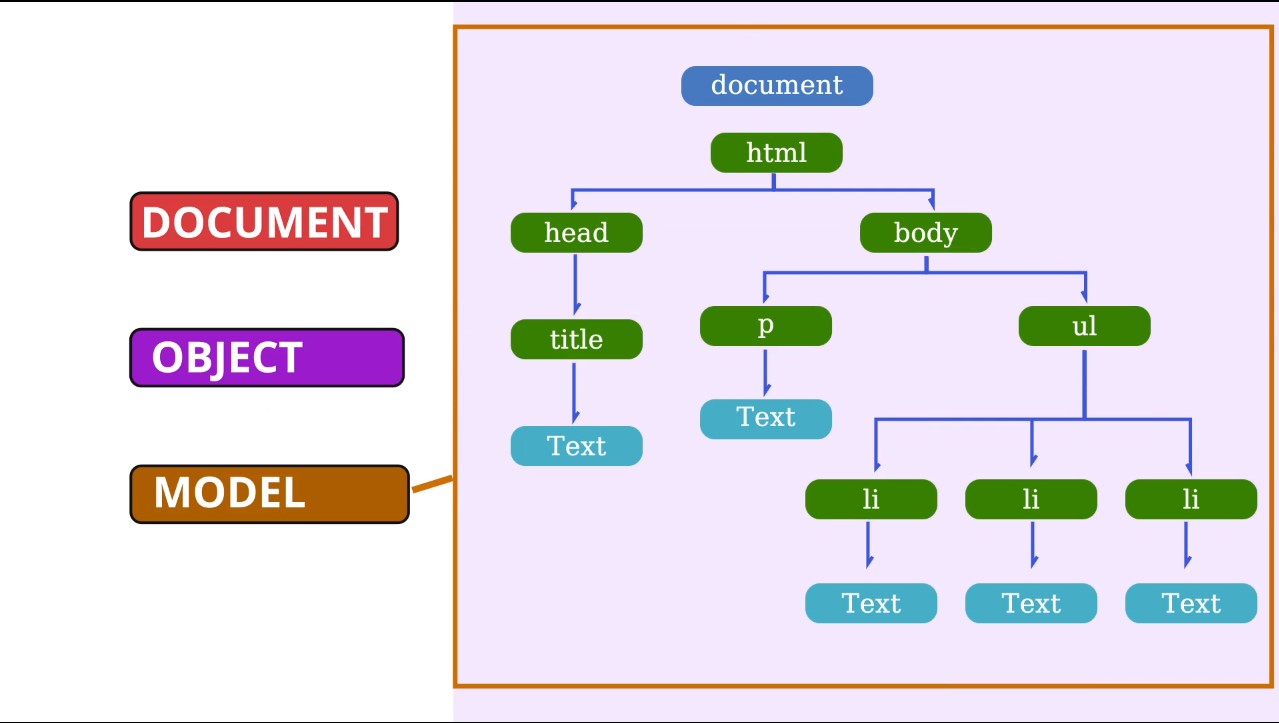 DOCUMENT
OBJECT
MODEL
document
html
head
body
title
p
ul
Text
Text
li
li
li
Text
Text
Text